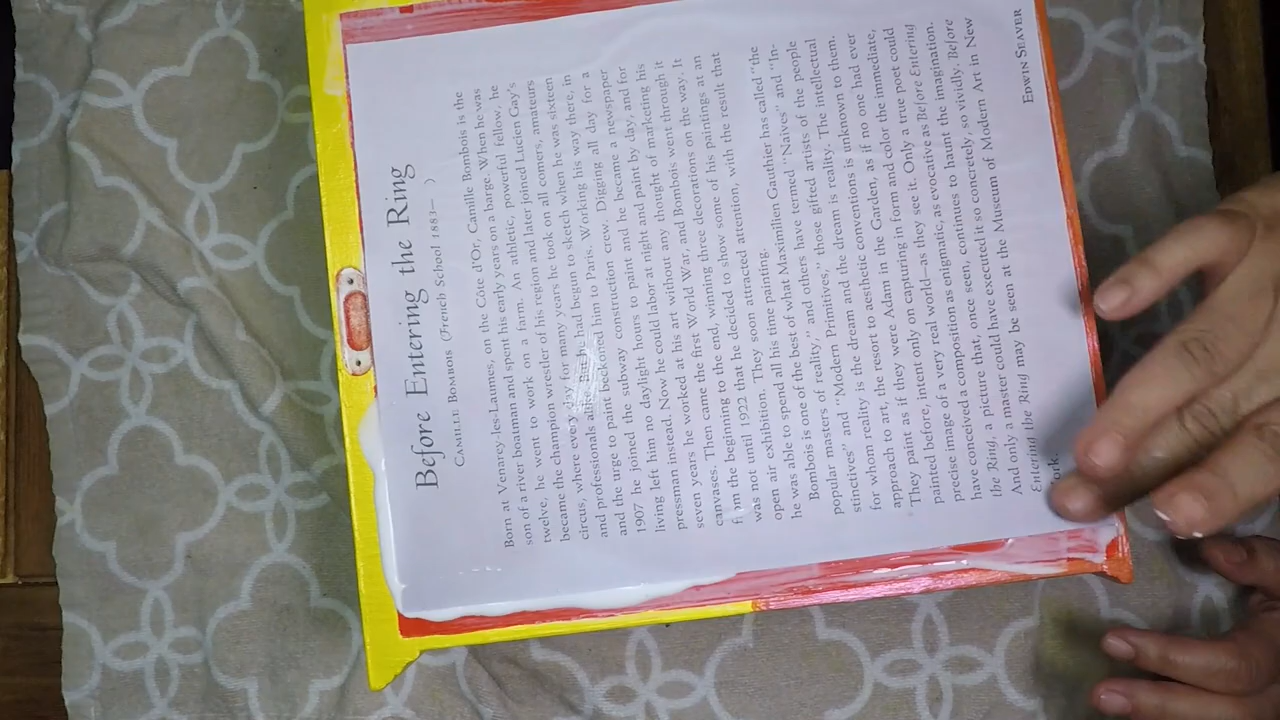 Before Entering the Ring
CAMILLE BOMBOIS (French School 1883– )
Born at Venarey-les-Laumes, on the Cote d'Or, Camille Bombois is the
son of a river boatman and spent his early years on a barge. When he was
twelve, he went to work on a farm. An athletic, powerful fellow, he
became the champion wrestler of his region and later joined Lucien Gay's
circus, where every day for many years he took on all comers, amateurs
and professionals alike. But he had begun to sketch when he was sixteen
and the urge to paint beckoned him to Paris. Working his way there, in
1907 he joined the subway construction crew. Digging all day for a
living left him no daylight hours to paint and he became a newspaper
pressman instead. Now he could labor at night and paint by day, and for
seven years he worked at his art without any thought of marketing his
canvases. Then came the first World War, and Bombois went through it
from the beginning to the end, winning three decorations on the way. It
was not until 1922 that he decided to show some of his paintings at an
open air exhibition. They soon attracted attention, with the result that
he was able to spend all his time painting.
Bombois is one of the best of what Maximilien Gauthier has called "the
popular masters of reality," and others have termed "Naives" and "In-
stinctives" and "Modern Primitives," those gifted artists of the people
for whom reality is the dream and the dream is reality. The intellectual
approach to art, the resort to aesthetic conventions is unknown to them.
They paint as if they were Adam in the Garden, as if no one had ever
painted before, intent only on capturing in form and color the immediate,
precise image of a very real world—as they see it. Only a true poet could
have conceived a composition as enigmatic, as evocative as Before Entering
the Ring, a picture that, once seen, continues to haunt the imagination.
And only a master could have executed it so concretely, so vividly. Before
Entering the Ring may be seen at the Museum of Modern Art in New
ork.
EDWIN SEAVER